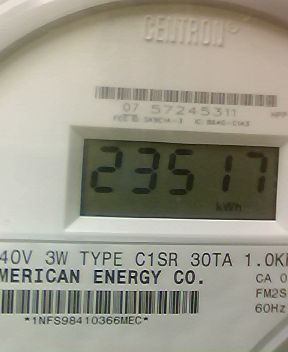 CENTRON®
07 57245311
23517
kWh
40V 3W TYPE C1SR 30TA 1.0K
MERICAN ENERGY CO.
CA 0
FM2S
60Hz
*1NFS98410366MEC*